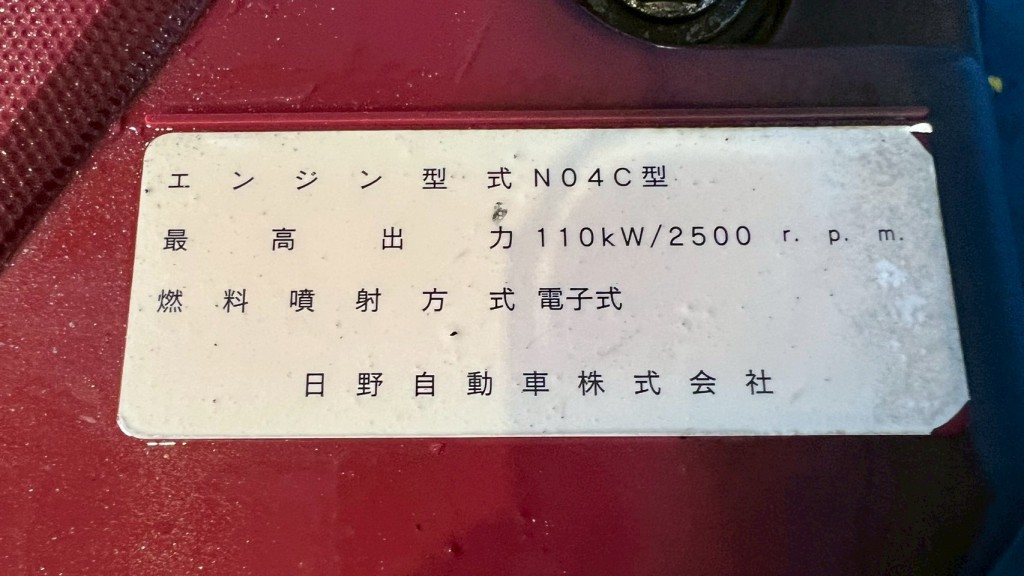 エンジン型式 N04C型
最高出力 110kW/2500 r. p. m.
燃料噴射方式 電子式
日野自動車株式会社